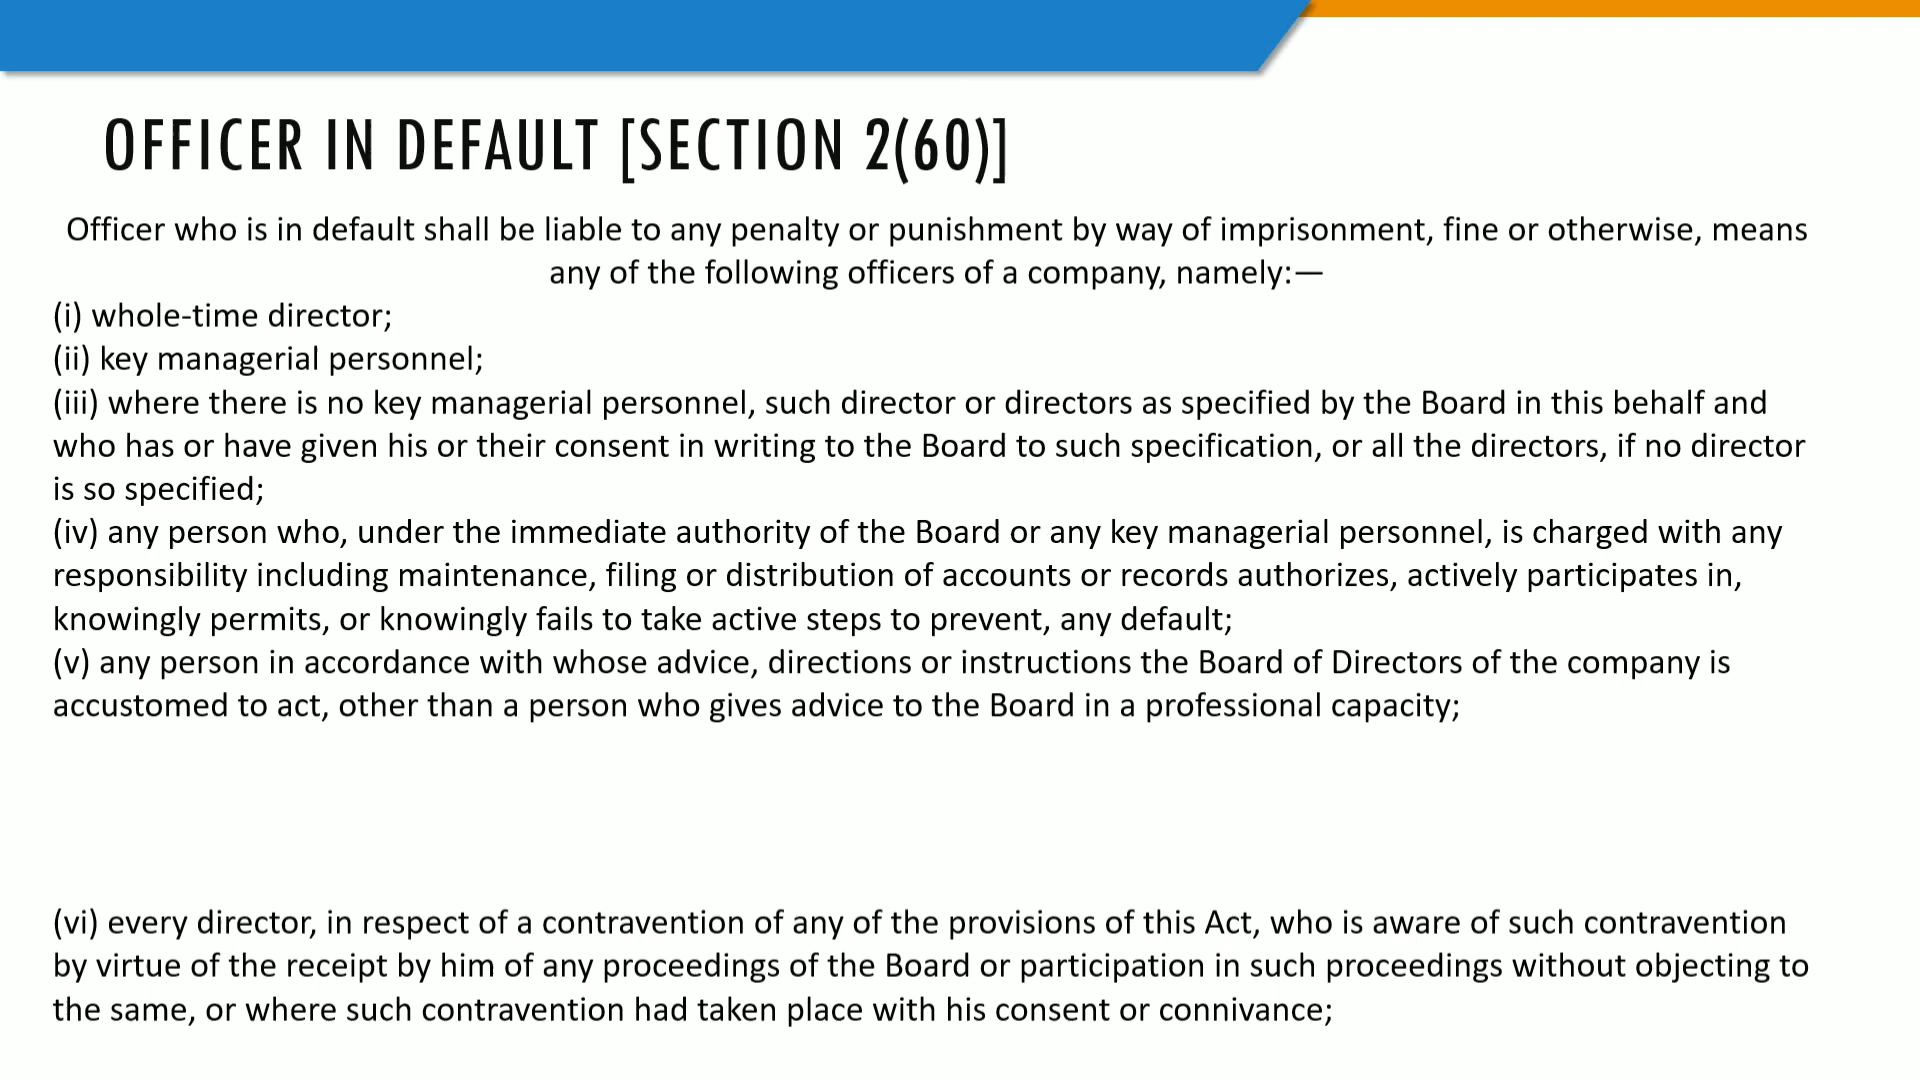 OFFICER IN DEFAULT [SECTION 2(60)]
Officer who is in default shall be liable to any penalty or punishment by way of imprisonment, fine or otherwise, means
any of the following officers of a company, namely:—
(i) whole-time director;
(ii) key managerial personnel;
(iii) where there is no key managerial personnel, such director or directors as specified by the Board in this behalf and
who has or have given his or their consent in writing to the Board to such specification, or all the directors, if no director
is so specified;
(iv) any person who, under the immediate authority of the Board or any key managerial personnel, is charged with any
responsibility including maintenance, filing or distribution of accounts or records authorizes, actively participates in,
knowingly permits, or knowingly fails to take active steps to prevent, any default;
(v) any person in accordance with whose advice, directions or instructions the Board of Directors of the company is
accustomed to act, other than a person who gives advice to the Board in a professional capacity;
(vi) every director, in respect of a contravention of any of the provisions of this Act, who is aware of such contravention
by virtue of the receipt by him of any proceedings of the Board or participation in such proceedings without objecting to
the same, or where such contravention had taken place with his consent or connivance;